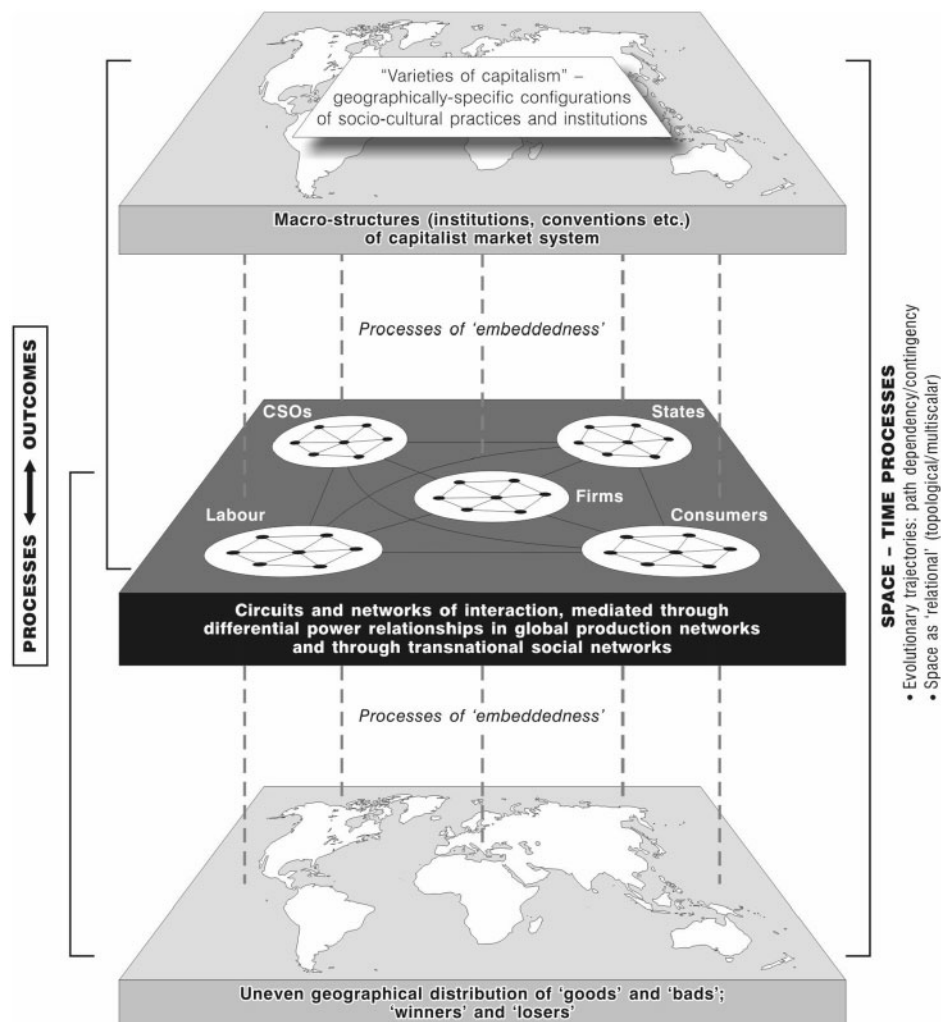 "Varieties of capitalism" –
geographically-specific configurations
of socio-cultural practices and institutions
Macro-structures (institutions, conventions etc.)
of capitalist market system
Processes of 'embeddedness'
PROCESSES ↔ OUTCOMES
CSOs
States
Firms
Labour
Consumers
Circuits and networks of interaction, mediated through
differential power relationships in global production networks
and through transnational social networks
SPACE – TIME PROCESSES
• Evolutionary trajectories: path dependency/contingency
• Space as 'relational' (topological/multiscalar)
Processes of 'embeddedness'
Uneven geographical distribution of 'goods' and 'bads';
'winners' and 'losers'